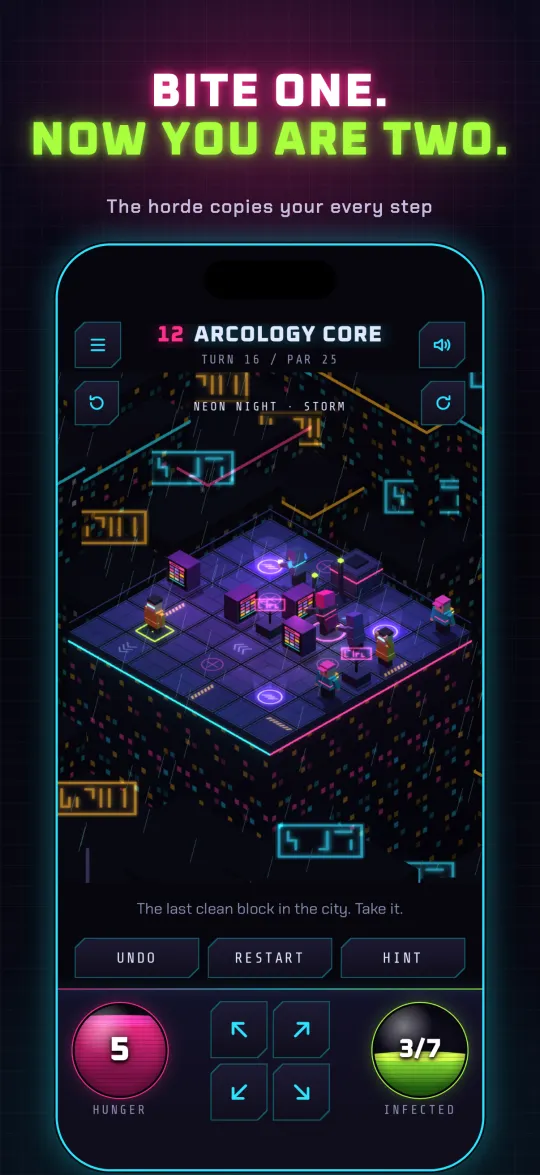 BITE ONE.
NOW YOU ARE TWO.
The horde copies your every step
12 ARCOLOGY CORE
TURN 16 / PAR 25
NEON NIGHT · STORM
The last clean block in the city. Take it.
UNDO
RESTART
HINT
5
3/7
HUNGER
INFECTED